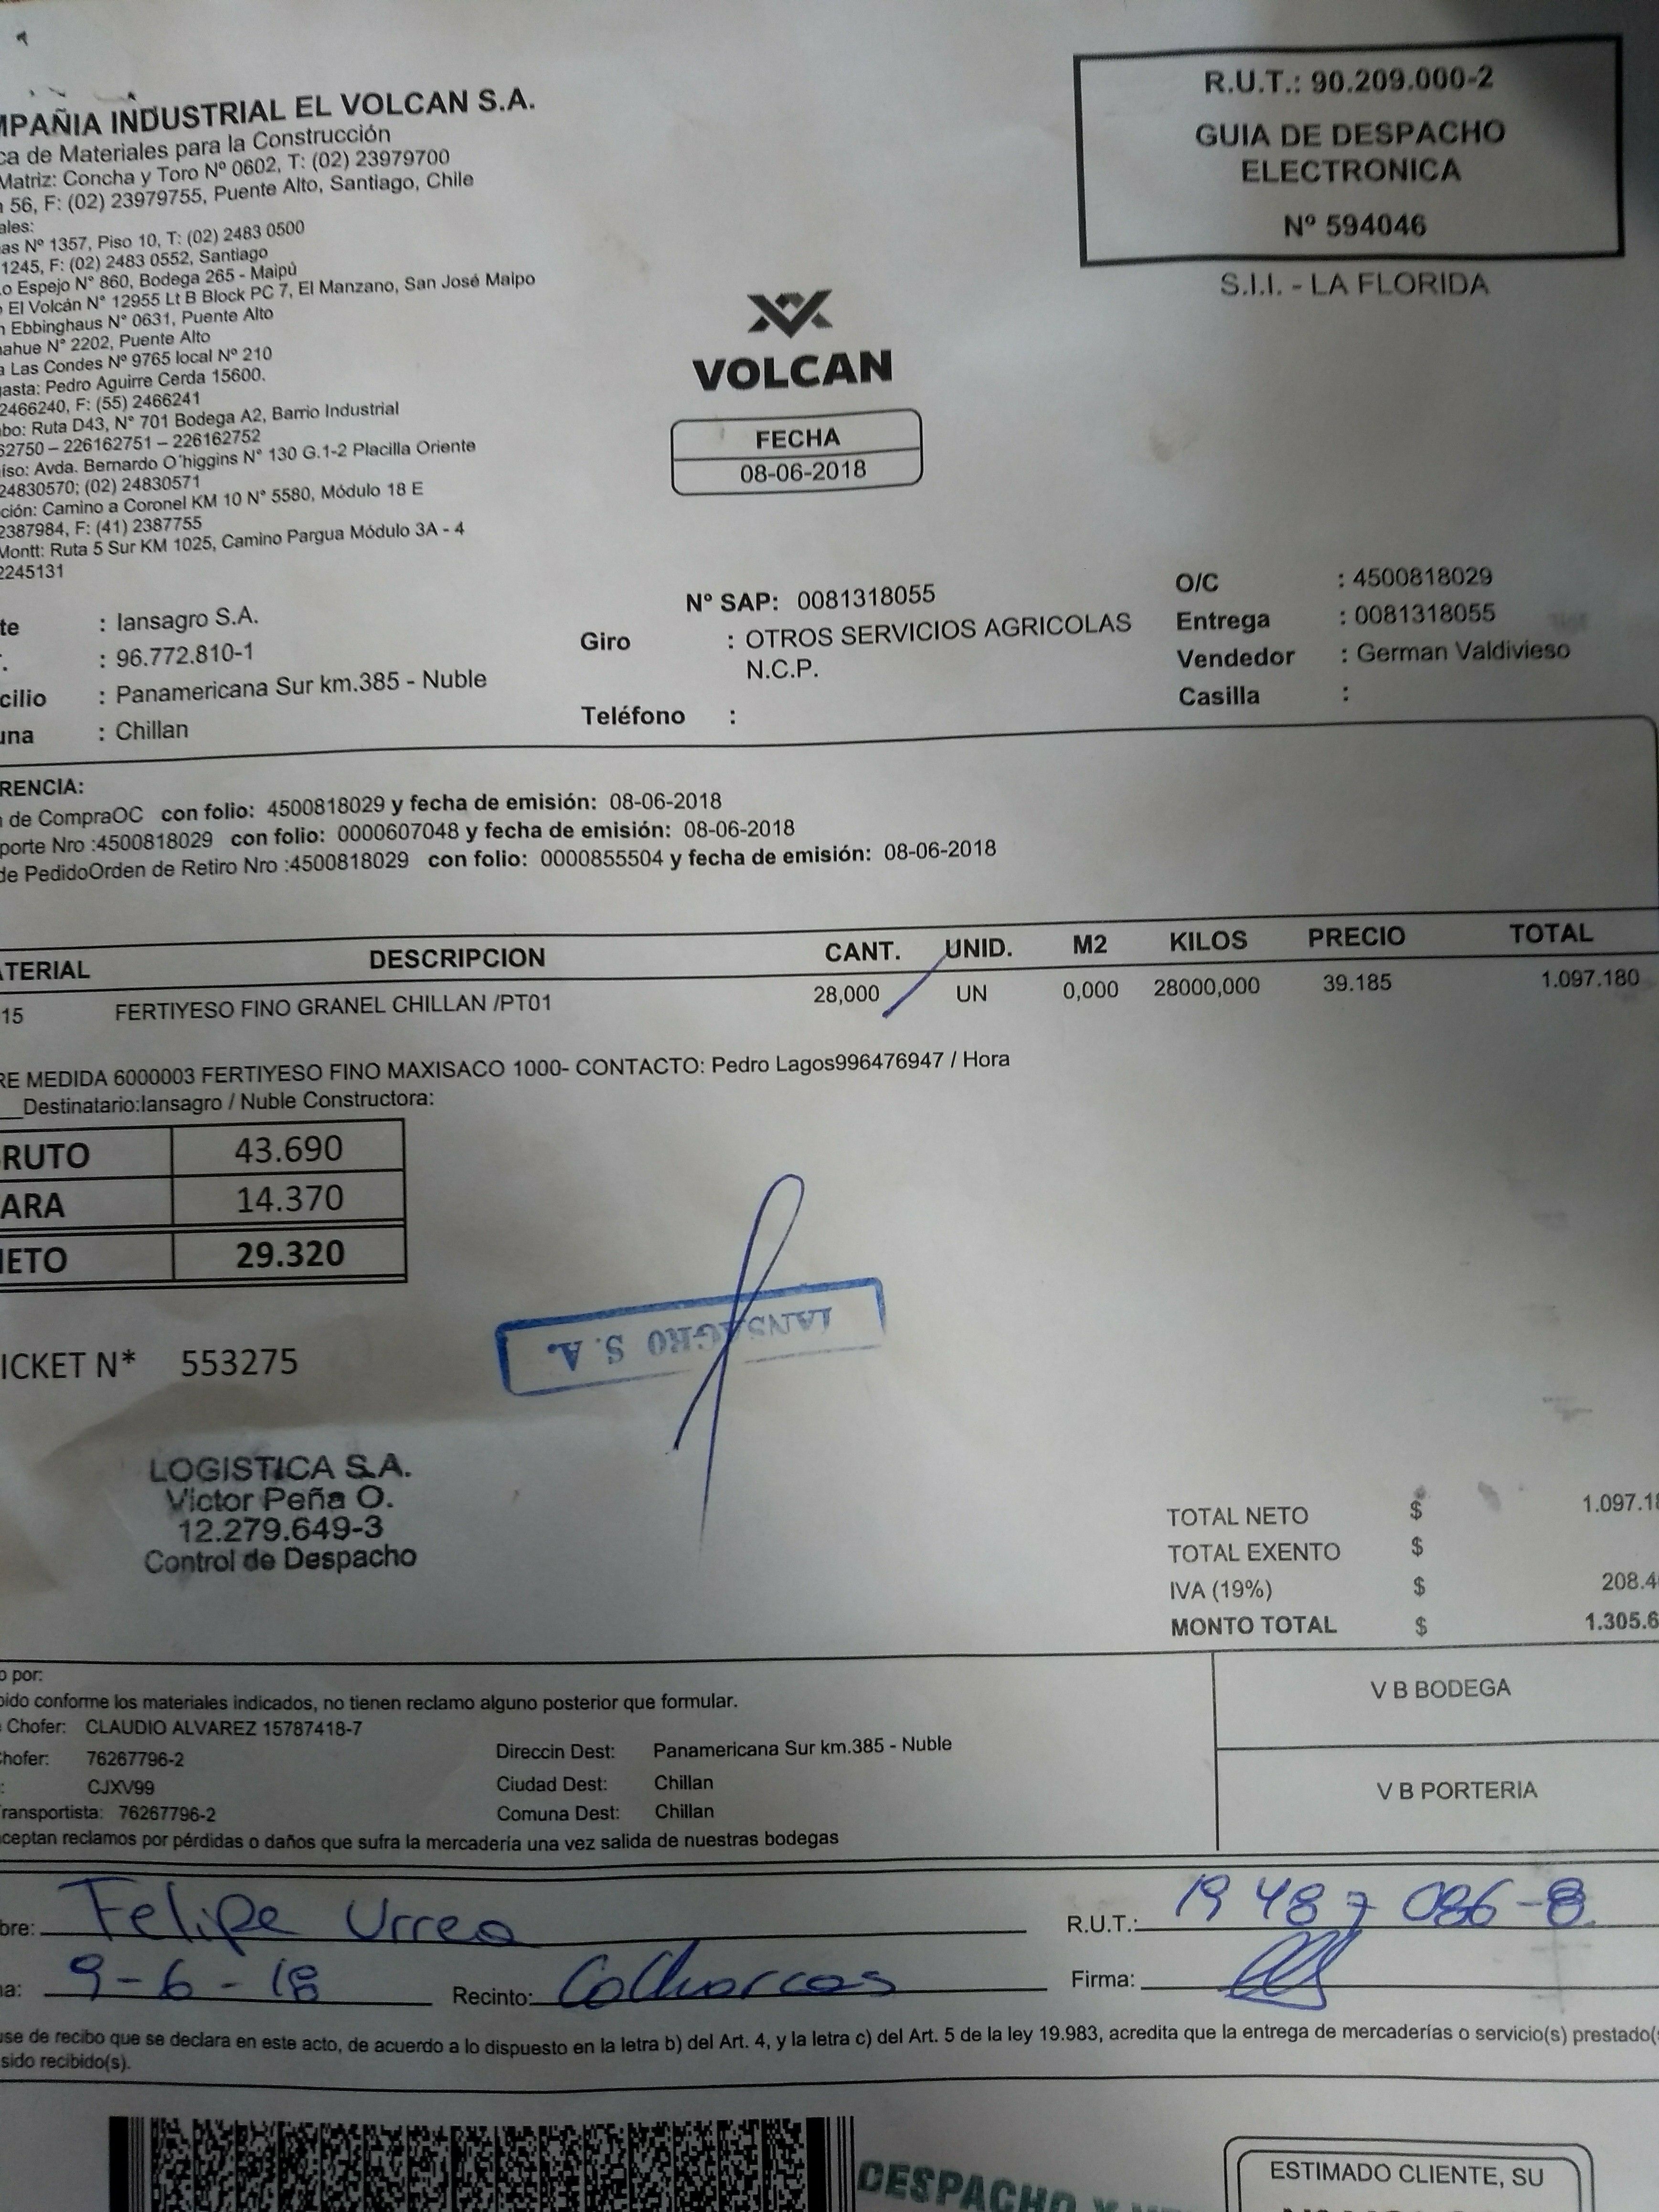 R.U.T.: 90.209.000-2
GUIA DE DESPACHO
ELECTRONICA
Nº 594046
S.I.I. - LA FLORIDA
MPAÑIA INDUSTRIAL EL VOLCAN S.A.
ca de Materiales para la Construcción
Matriz: Concha y Toro Nº 0602, T: (02) 23979700
56, F: (02) 23979755, Puente Alto, Santiago, Chile
ales:
as Nº 1357, Piso 10, T: (02) 2483 0500
1245, F: (02) 2483 0552, Santiago
o Espejo N° 860, Bodega 265 - Maipú
El Volcán N° 12955 Lt B Block PC 7, El Manzano, San José Maipo
n Ebbinghaus N° 0631, Puente Alto
ahue N° 2202, Puente Alto
a Las Condes Nº 9765 local Nº 210
asta: Pedro Aguirre Cerda 15600.
2466240, F: (55) 2466241
bo: Ruta D43, N° 701 Bodega A2, Barrio Industrial
62750 – 226162751 – 226162752
íso: Avda. Bernardo O´higgins N° 130 G.1-2 Placilla Oriente
24830570; (02) 24830571
ción: Camino a Coronel KM 10 N° 5580, Módulo 18 E
2387984, F: (41) 2387755
Montt: Ruta 5 Sur KM 1025, Camino Pargua Módulo 3A - 4
2245131
VOLCAN
FECHA
08-06-2018
te : Iansagro S.A.
. : 96.772.810-1
cilio : Panamericana Sur km.385 - Nuble
una : Chillan
N° SAP: 0081318055
Giro : OTROS SERVICIOS AGRICOLAS
N.C.P.
Teléfono :
O/C : 4500818029
Entrega : 0081318055
Vendedor : German Valdivieso
Casilla :
RENCIA:
de CompraOC con folio: 4500818029 y fecha de emisión: 08-06-2018
porte Nro :4500818029 con folio: 0000607048 y fecha de emisión: 08-06-2018
de PedidoOrden de Retiro Nro :4500818029 con folio: 0000855504 y fecha de emisión: 08-06-2018
ATERIAL DESCRIPCION CANT. UNID. M2 KILOS PRECIO TOTAL
15 FERTIYESO FINO GRANEL CHILLAN /PT01 28,000 UN 0,000 28000,000 39.185 1.097.180
RE MEDIDA 6000003 FERTIYESO FINO MAXISACO 1000- CONTACTO: Pedro Lagos996476947 / Hora
__Destinatario:Iansagro / Nuble Constructora:
RUTO 43.690
ARA 14.370
NETO 29.320
ICKET N* 553275
IANSAGRO S. A.
LOGISTICA S.A.
Victor Peña O.
12.279.649-3
Control de Despacho
TOTAL NETO $ 1.097.18
TOTAL EXENTO $
IVA (19%) $ 208.4
MONTO TOTAL $ 1.305.6
o por:
bido conforme los materiales indicados, no tienen reclamo alguno posterior que formular.
Chofer: CLAUDIO ALVAREZ 15787418-7
Chofer: 76267796-2
: CJXV99
ransportista: 76267796-2
Direccin Dest: Panamericana Sur km.385 - Nuble
Ciudad Dest: Chillan
Comuna Dest: Chillan
ceptan reclamos por pérdidas o daños que sufra la mercadería una vez salida de nuestras bodegas
V B BODEGA
V B PORTERIA
bre: Felipe Urrea R.U.T.: 19 487 086-8
a: 9-6-18 Recinto: Cocharcas Firma:
use de recibo que se declara en este acto, de acuerdo a lo dispuesto en la letra b) del Art. 4, y la letra c) del Art. 5 de la ley 19.983, acredita que la entrega de mercaderías o servicio(s) prestado(s
sido recibido(s).
DESPACHO Y
ESTIMADO CLIENTE, SU